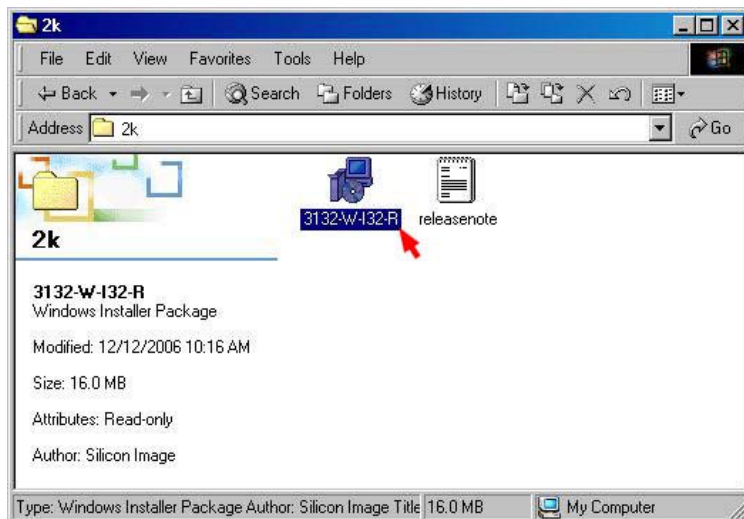 2k
File Edit View Favorites Tools Help
Back Search Folders History
Address 2k Go
3132-W-I32-R releasenote
2k
3132-W-I32-R
Windows Installer Package
Modified: 12/12/2006 10:16 AM
Size: 16.0 MB
Attributes: Read-only
Author: Silicon Image
Type: Windows Installer Package Author: Silicon Image Title 16.0 MB My Computer